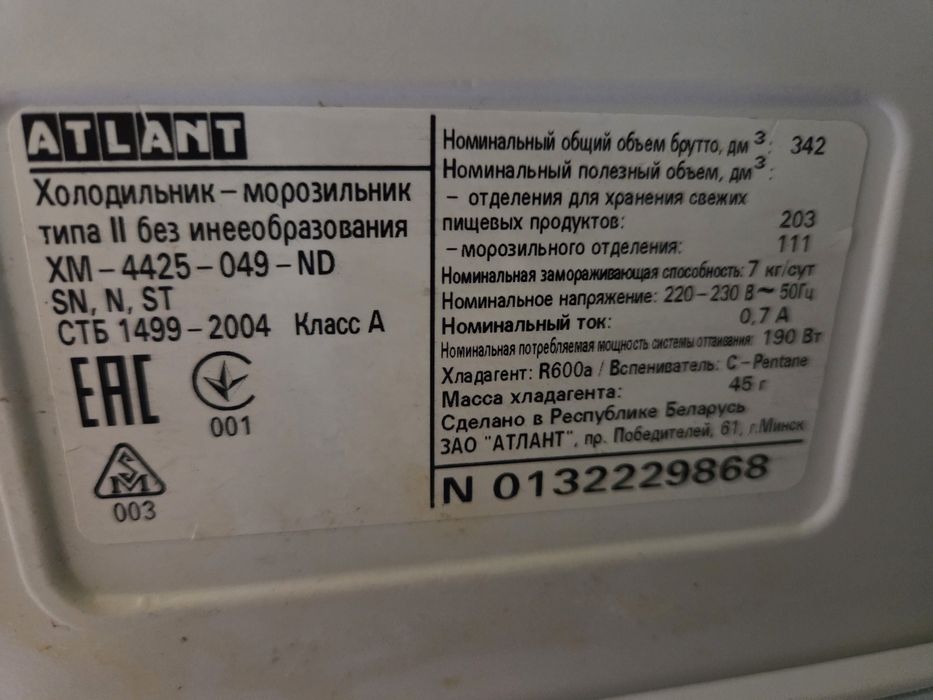 ATLANT
Холодильник – морозильник
типа II без инееобразования
ХМ – 4425 – 049 – ND
SN, N, ST
СТБ 1499 – 2004 Класс А
ЕАС
001
003
Номинальный общий объем брутто, дм³: 342
Номинальный полезный объем, дм³:
– отделения для хранения свежих
пищевых продуктов: 203
– морозильного отделения: 111
Номинальная замораживающая способность: 7 кг/сут
Номинальное напряжение: 220 – 230 В ~ 50Гц
Номинальный ток: 0,7 А
Номинальная потребляемая мощность системы оттаивания: 190 Вт
Хладагент: R600a / Вспениватель: C – Pentane
Масса хладагента: 45 г
Сделано в Республике Беларусь
ЗАО "АТЛАНТ", пр. Победителей, 61, г.Минск
N 0132229868